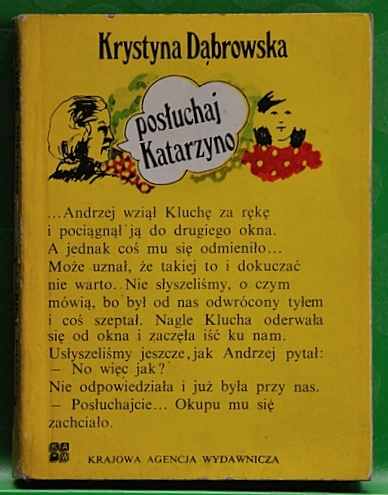 Krystyna Dąbrowska
posłuchaj
Katarzyno
...Andrzej wziął Kluchę za rękę
i pociągnął ją do drugiego okna.
A jednak coś mu się odmieniło...
Może uznał, że takiej to i dokuczać
nie warto.. Nie słyszeliśmy, o czym
mówią, bo był od nas odwrócony tyłem
i coś szeptał. Nagle Klucha oderwała
się od okna i zaczęła iść ku nam.
Usłyszeliśmy jeszcze, jak Andrzej pytał:
— No więc jak?
Nie odpowiedziała i już była przy nas.
— Posłuchajcie... Okupu mu się
zachciało.
KAW
KRAJOWA AGENCJA WYDAWNICZA